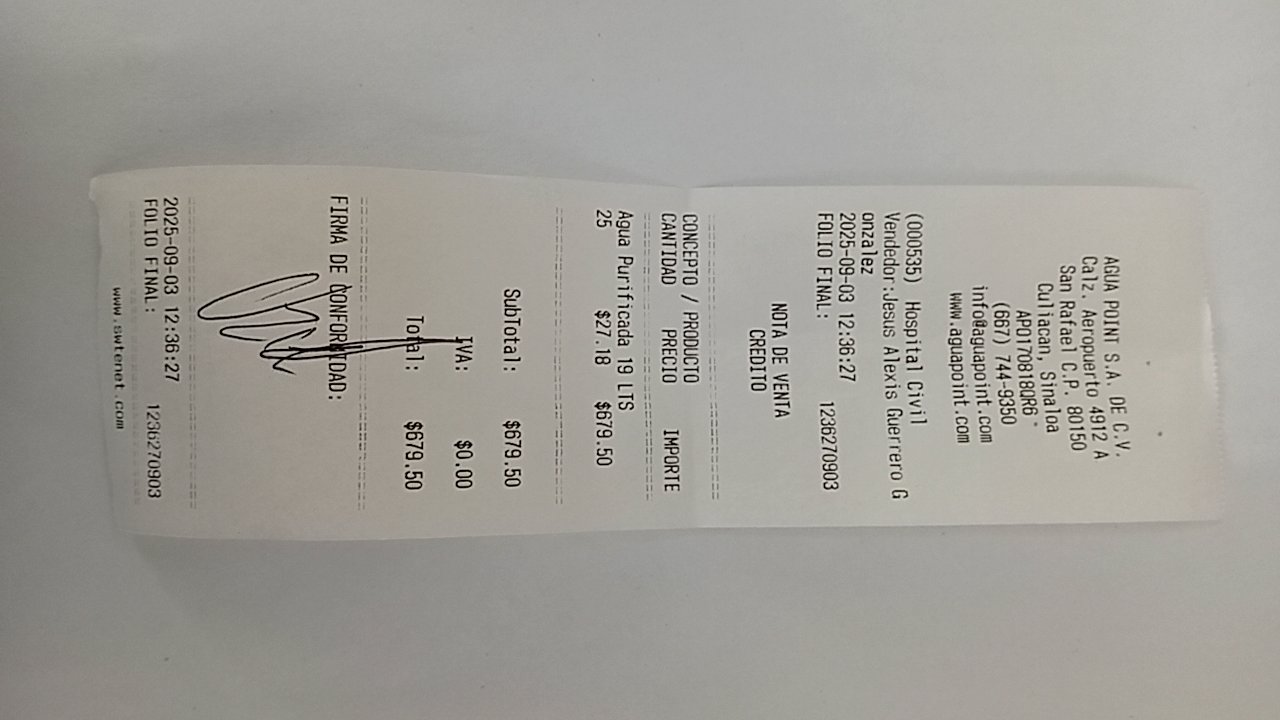 AGUA POINT S.A. DE C.V.
Calz. Aeropuerto 4912 A
San Rafael C.P. 80150
Culiacan, Sinaloa
APO170818QR6
(667) 744-9350
info@aguapoint.com
www.aguapoint.com
(000535) Hospital Civil
Vendedor:Jesus Alexis Guerrero G
onzalez
2025-09-03 12:36:27
FOLIO FINAL: 1236270903
NOTA DE VENTA
CREDITO
CONCEPTO / PRODUCTO
CANTIDAD PRECIO IMPORTE
Agua Purificada 19 LTS
25 $27.18 $679.50
SubTotal: $679.50
IVA: $0.00
Total: $679.50
FIRMA DE CONFORMIDAD:
2025-09-03 12:36:27
FOLIO FINAL: 1236270903
www.swtenet.com